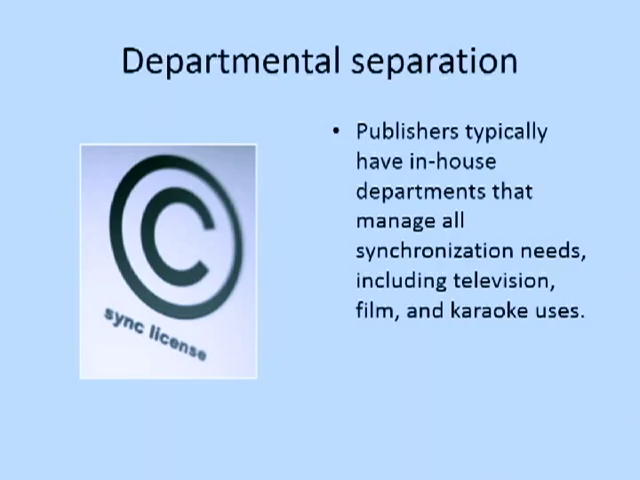 Departmental separation
• Publishers typically
have in-house
departments that
manage all
synchronization needs,
including television,
film, and karaoke uses.
©
sync license